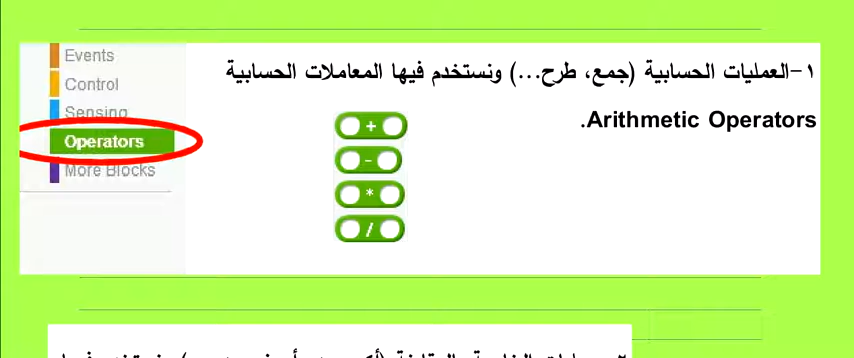 Events
Control
Sensing
Operators
More Blocks
١-العمليات الحسابية (جمع، طرح...) ونستخدم فيها المعاملات الحسابية
Arithmetic Operators.
+
-
*
/